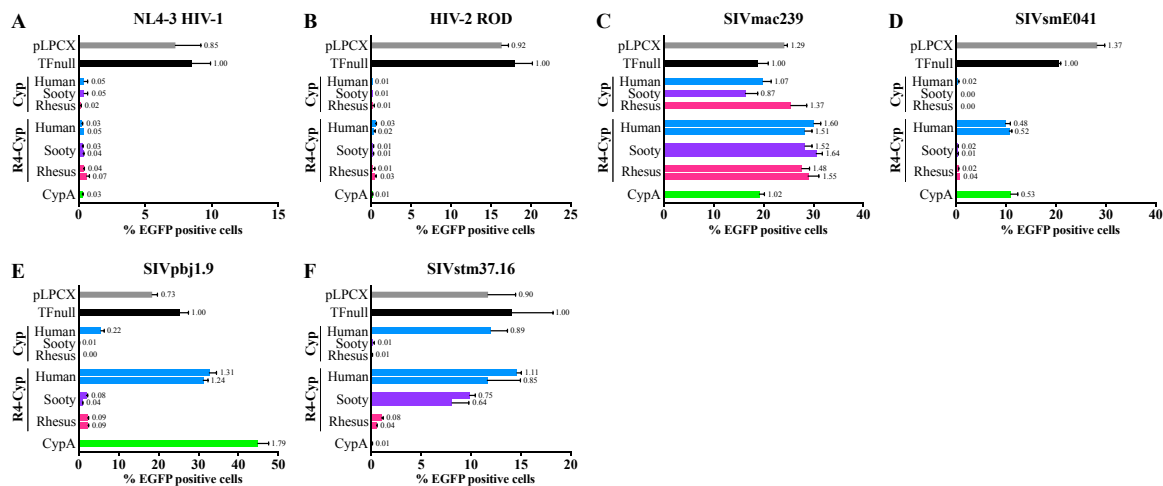 A NL4-3 HIV-1
pLPCX 0.85
TFnull 1.00
Cyp
Human 0.05
Sooty 0.05
Rhesus 0.02
R4-Cyp
Human 0.03
0.05
Sooty 0.03
0.04
Rhesus 0.04
0.07
CypA 0.03
0 5 10 15
% EGFP positive cells
B HIV-2 ROD
pLPCX 0.92
TFnull 1.00
Cyp
Human 0.01
Sooty 0.01
Rhesus 0.01
R4-Cyp
Human 0.03
0.02
Sooty 0.01
0.01
Rhesus 0.01
0.03
CypA 0.01
0 5 10 15 20 25
% EGFP positive cells
C SIVmac239
pLPCX 1.29
TFnull 1.00
Cyp
Human 1.07
Sooty 0.87
Rhesus 1.37
R4-Cyp
Human 1.60
1.51
Sooty 1.52
1.64
Rhesus 1.48
1.55
CypA 1.02
0 10 20 30 40
% EGFP positive cells
D SIVsmE041
pLPCX 1.37
TFnull 1.00
Cyp
Human 0.02
Sooty 0.00
Rhesus 0.00
R4-Cyp
Human 0.48
0.52
Sooty 0.02
0.01
Rhesus 0.02
0.04
CypA 0.53
0 10 20 30 40
% EGFP positive cells
E SIVpbj1.9
pLPCX 0.73
TFnull 1.00
Cyp
Human 0.22
Sooty 0.01
Rhesus 0.00
R4-Cyp
Human 1.31
1.24
Sooty 0.08
0.04
Rhesus 0.09
0.09
CypA 1.79
0 10 20 30 40 50
% EGFP positive cells
F SIVstm37.16
pLPCX 0.90
TFnull 1.00
Cyp
Human 0.89
Sooty 0.01
Rhesus 0.01
R4-Cyp
Human 1.11
0.85
Sooty 0.75
0.64
Rhesus 0.08
0.04
CypA 0.01
0 5 10 15 20
% EGFP positive cells